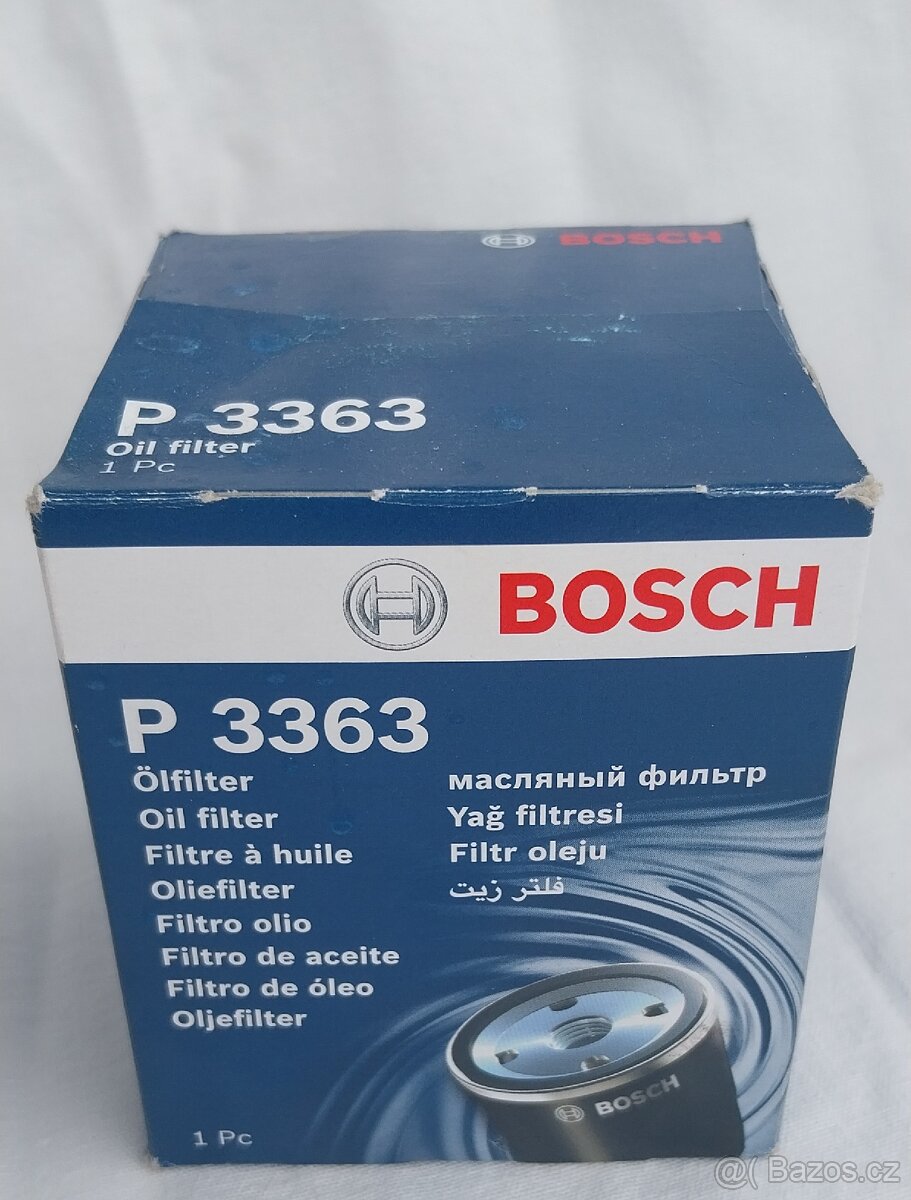 BOSCH
P 3363
Oil filter
1 Pc
BOSCH
P 3363
Ölfilter
Oil filter
Filtre à huile
Oliefilter
Filtro olio
Filtro de aceite
Filtro de óleo
Oljefilter
масляный фильтр
Yağ filtresi
Filtr oleju
فلتر زيت
BOSCH
1 Pc
@( Bazos.cz